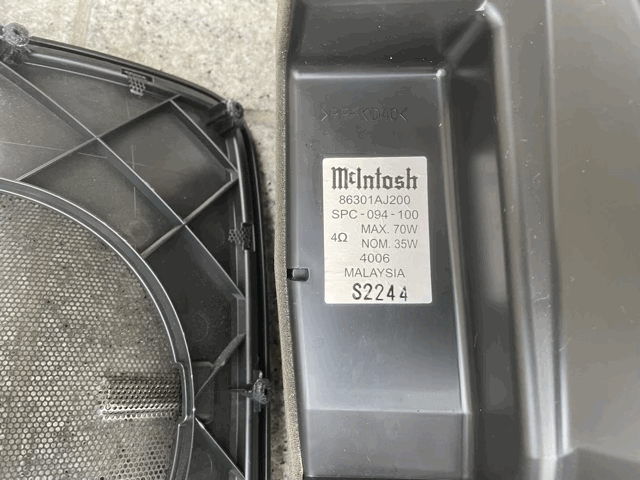 McIntosh
86301AJ200
SPC-094-100
MAX. 70W
4Ω
NOM. 35W
4006
MALAYSIA
S2244